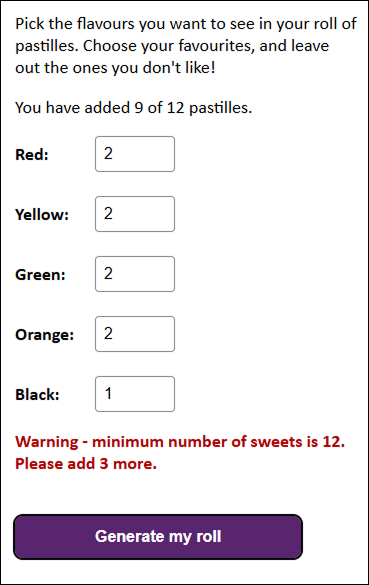 Pick the flavours you want to see in your roll of
pastilles. Choose your favourites, and leave
out the ones you don't like!
You have added 9 of 12 pastilles.
Red: 2
Yellow: 2
Green: 2
Orange: 2
Black: 1
Warning - minimum number of sweets is 12.
Please add 3 more.
Generate my roll